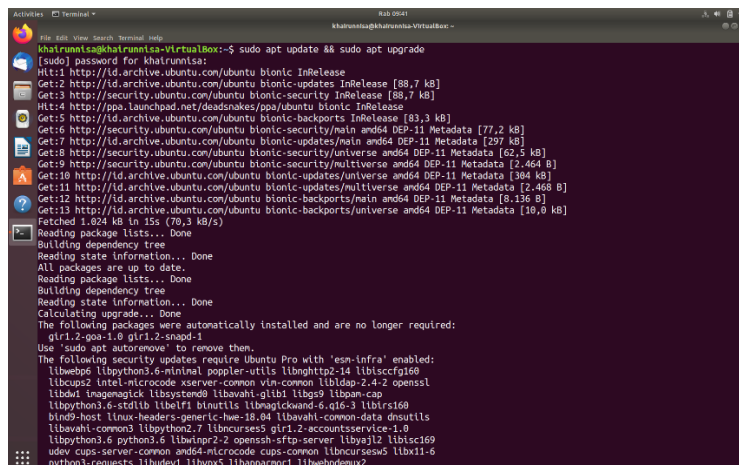 Activities Terminal Rab 09:41
khairunnisa@khairunnisa-VirtualBox: ~
File Edit View Search Terminal Help
khairunnisa@khairunnisa-VirtualBox:~$ sudo apt update && sudo apt upgrade
[sudo] password for khairunnisa:
Hit:1 http://id.archive.ubuntu.com/ubuntu bionic InRelease
Get:2 http://id.archive.ubuntu.com/ubuntu bionic-updates InRelease [88,7 kB]
Get:3 http://security.ubuntu.com/ubuntu bionic-security InRelease [88,7 kB]
Hit:4 http://ppa.launchpad.net/deadsnakes/ppa/ubuntu bionic InRelease
Get:5 http://id.archive.ubuntu.com/ubuntu bionic-backports InRelease [83,3 kB]
Get:6 http://security.ubuntu.com/ubuntu bionic-security/main amd64 DEP-11 Metadata [77,2 kB]
Get:7 http://id.archive.ubuntu.com/ubuntu bionic-updates/main amd64 DEP-11 Metadata [297 kB]
Get:8 http://security.ubuntu.com/ubuntu bionic-security/universe amd64 DEP-11 Metadata [62,5 kB]
Get:9 http://security.ubuntu.com/ubuntu bionic-security/multiverse amd64 DEP-11 Metadata [2.464 B]
Get:10 http://id.archive.ubuntu.com/ubuntu bionic-updates/universe amd64 DEP-11 Metadata [304 kB]
Get:11 http://id.archive.ubuntu.com/ubuntu bionic-updates/multiverse amd64 DEP-11 Metadata [2.468 B]
Get:12 http://id.archive.ubuntu.com/ubuntu bionic-backports/main amd64 DEP-11 Metadata [8.136 B]
Get:13 http://id.archive.ubuntu.com/ubuntu bionic-backports/universe amd64 DEP-11 Metadata [10,0 kB]
Fetched 1.024 kB in 15s (70,3 kB/s)
Reading package lists... Done
Building dependency tree
Reading state information... Done
All packages are up to date.
Reading package lists... Done
Building dependency tree
Reading state information... Done
Calculating upgrade... Done
The following packages were automatically installed and are no longer required:
gir1.2-goa-1.0 gir1.2-snapd-1
Use 'sudo apt autoremove' to remove them.
The following security updates require Ubuntu Pro with 'esm-infra' enabled:
libwebp6 libpython3.6-minimal poppler-utils libnghttp2-14 libisccfg160
libcups2 intel-microcode xserver-common vim-common libldap-2.4-2 openssl
libdw1 imagemagick libsystemd0 libavahi-glib1 libgs9 libpam-cap
libpython3.6-stdlib libelf1 binutils libmagickwand-6.q16-3 libirs160
bind9-host linux-headers-generic-hwe-18.04 libavahi-common-data dnsutils
libavahi-common3 libpython2.7 libncurses5 gir1.2-accountsservice-1.0
libpython3.6 python3.6 libwinpr2-2 openssh-sftp-server libyajl2 libisc169
udev cups-server-common amd64-microcode cups-common libncursesw5 libx11-6
python3-requests libudev1 libvpx5 libapparmor1 libwebpdemux2